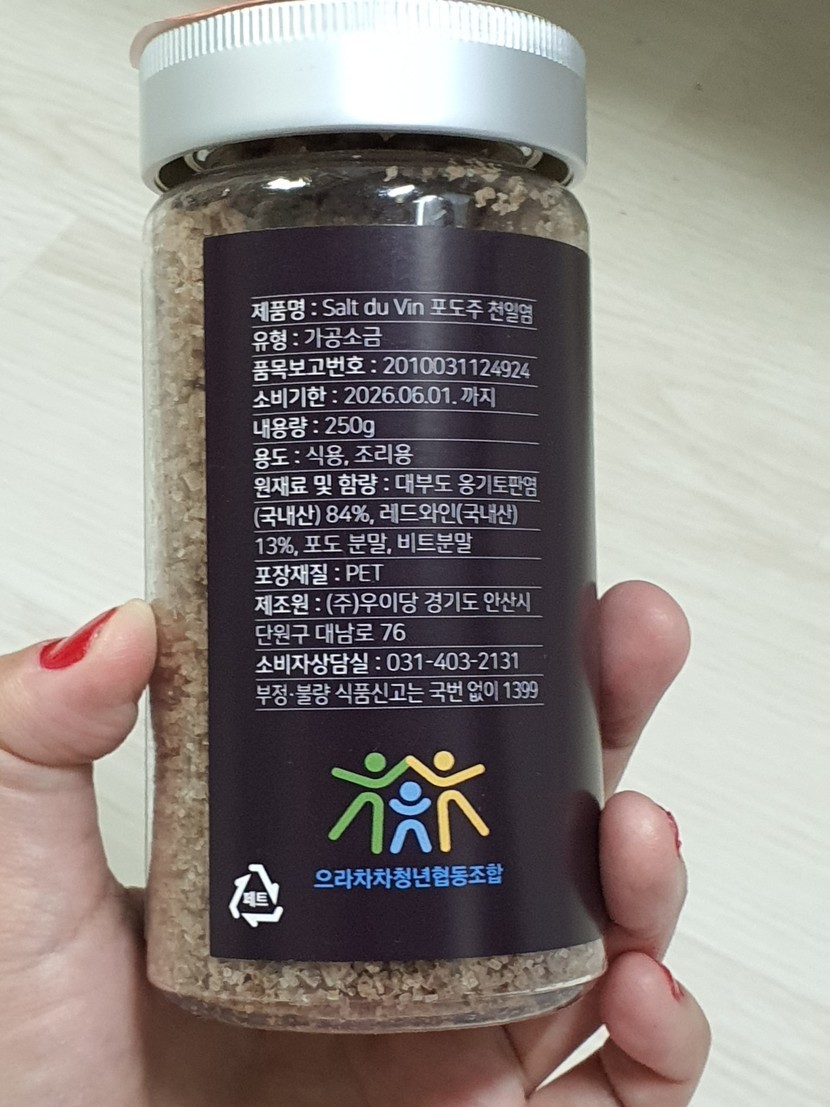 제품명 : Salt du Vin 포도주 천일염
유형 : 가공소금
품목보고번호 : 2010031124924
소비기한 : 2026.06.01. 까지
내용량 : 250g
용도 : 식용, 조리용
원재료 및 함량 : 대부도 옹기토판염
(국내산) 84%, 레드와인(국내산)
13%, 포도 분말, 비트분말
포장재질 : PET
제조원 : (주)우이당 경기도 안산시
단원구 대남로 76
소비자상담실 : 031-403-2131
부정·불량 식품신고는 국번 없이 1399
으라차차청년협동조합
페트